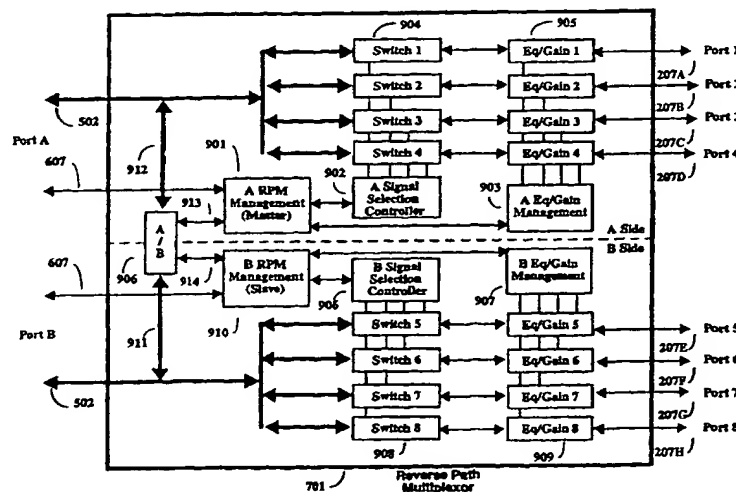 904
905
Switch 1
Eq/Gain 1
Port 1
207A
Switch 2
Eq/Gain 2
Port 2
207B
502
Switch 3
Eq/Gain 3
Port 3
207C
Port A
912
901
Switch 4
Eq/Gain 4
Port 4
207D
607
902
903
A RPM
Management
(Master)
A Signal
Selection
Controller
A Eq/Gain
Management
913
A Side
A / B
B Side
607
906
914
B RPM
Management
(Slave)
B Signal
Selection
Controller
B Eq/Gain
Management
906
907
Port B
911
910
Switch 5
Eq/Gain 5
Port 5
207E
Switch 6
Eq/Gain 6
Port 6
207F
502
Switch 7
Eq/Gain 7
Port 7
207G
Switch 8
Eq/Gain 8
Port 8
207H
908
909
701
Reverse Path
Multiplexor